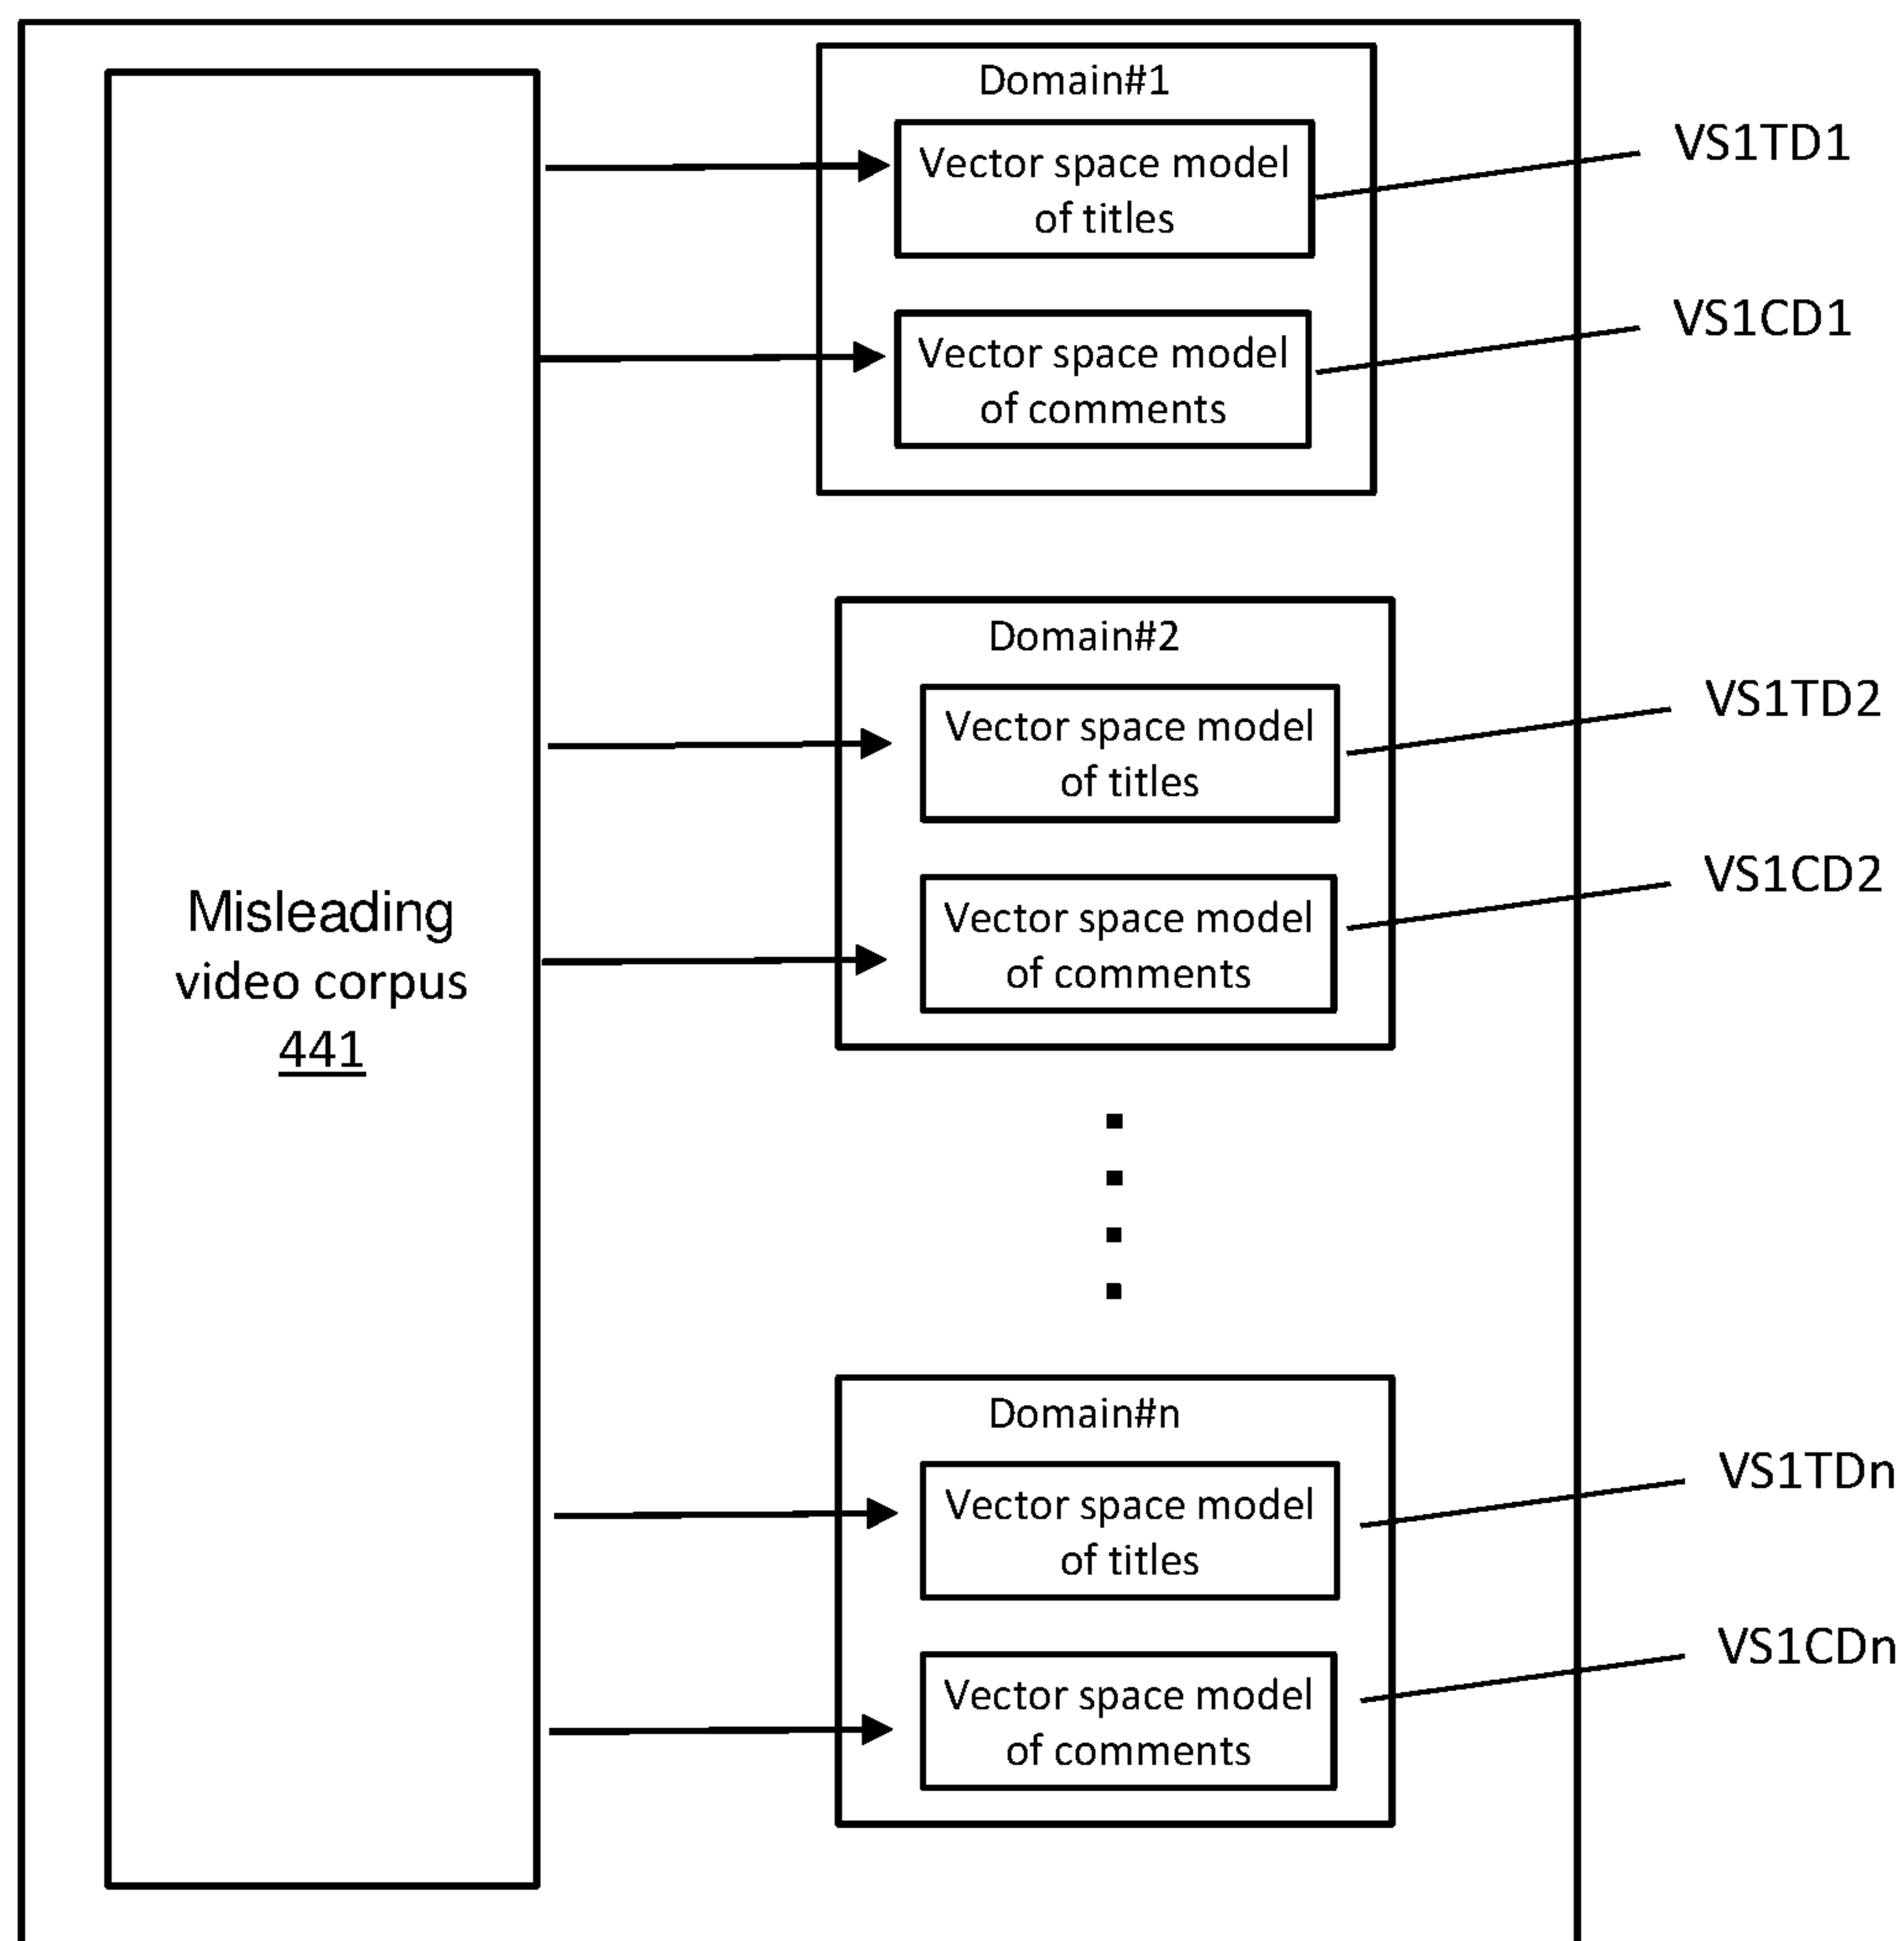 Domain#1
Vector space model
of titles
VS1TD1
Vector space model
of comments
VS1CD1
Domain#2
Vector space model
of titles
VS1TD2
Vector space model
of comments
VS1CD2
Misleading
video corpus
441
Domain#n
Vector space model
of titles
VS1TDn
Vector space model
of comments
VS1CDn